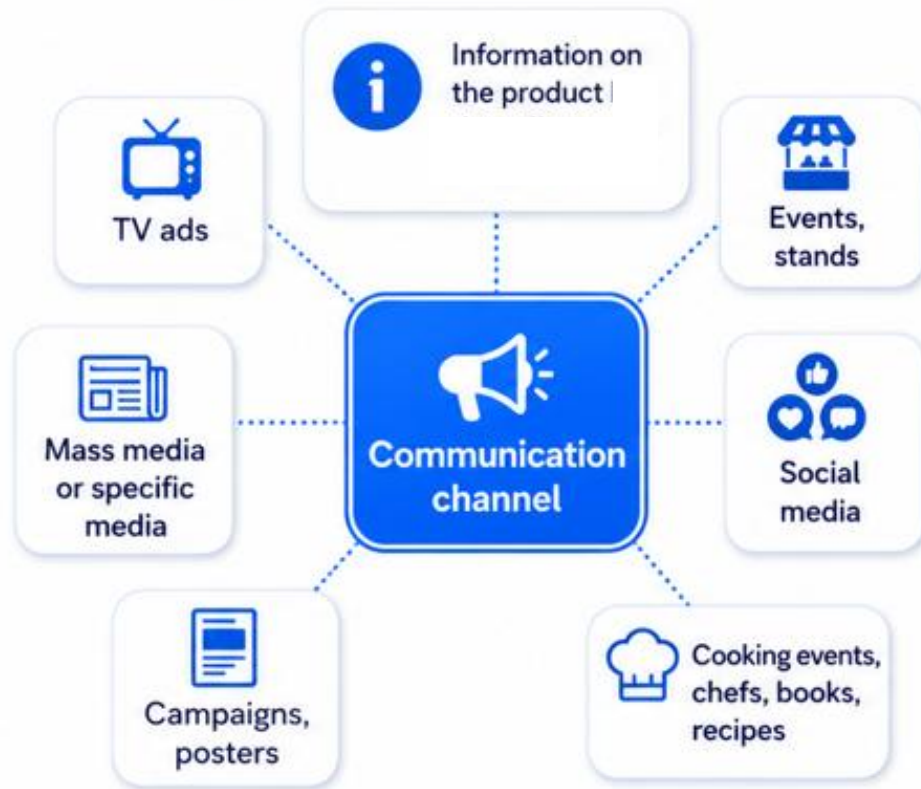 Information on
the product
TV ads
Events,
stands
Mass media
or specific
media
Communication
channel
Social
media
Campaigns,
posters
Cooking events,
chefs, books,
recipes